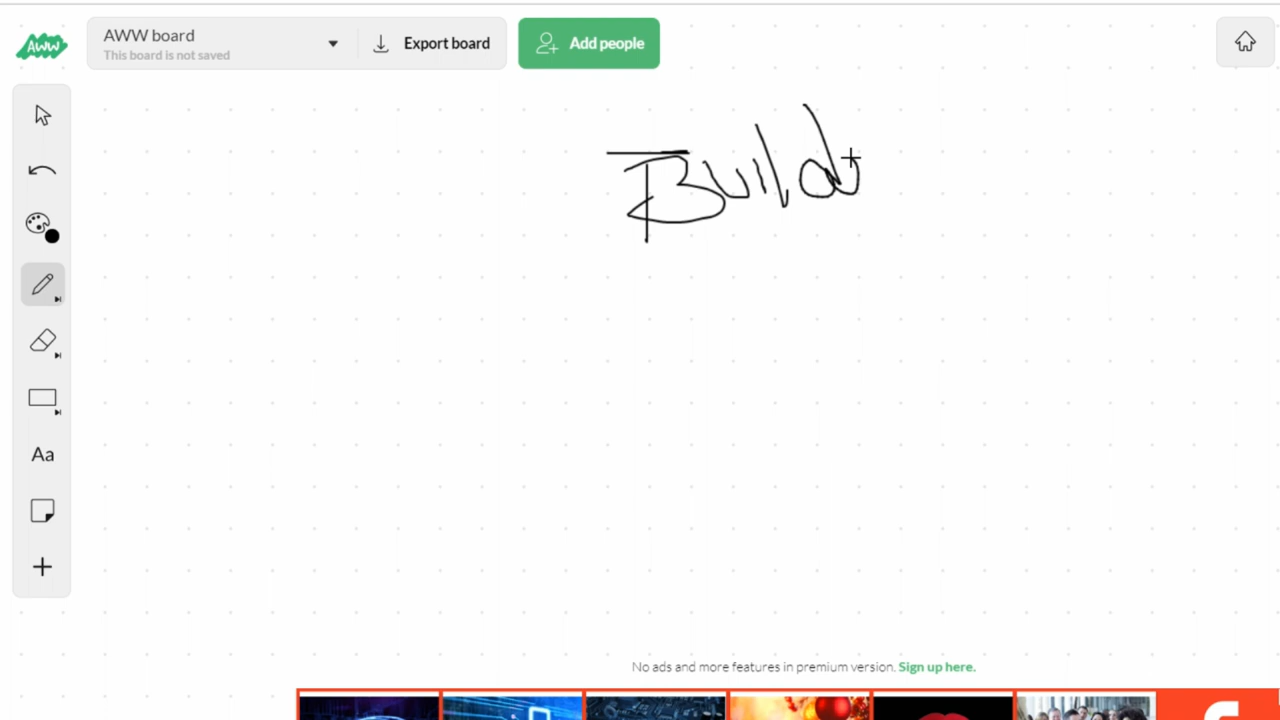 AWW
AWW board
This board is not saved
Export board
Add people
Build
Aa
No ads and more features in premium version. Sign up here.